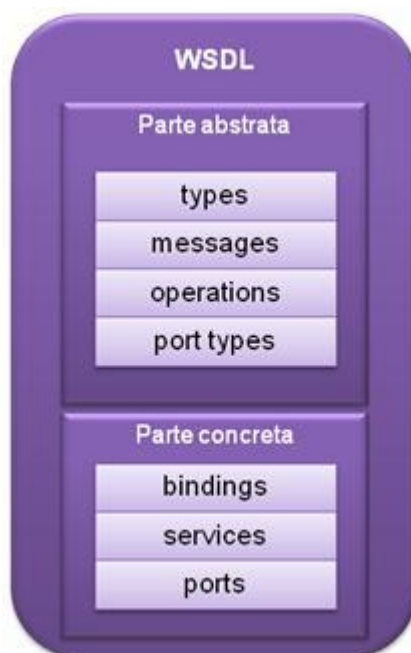 WSDL
Parte abstrata
types
messages
operations
port types
Parte concreta
bindings
services
ports